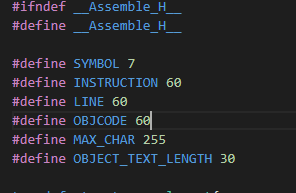 #ifndef __Assemble_H__
#define __Assemble_H__
#define SYMBOL 7
#define INSTRUCTION 60
#define LINE 60
#define OBJCODE 60
#define MAX_CHAR 255
#define OBJECT_TEXT_LENGTH 30